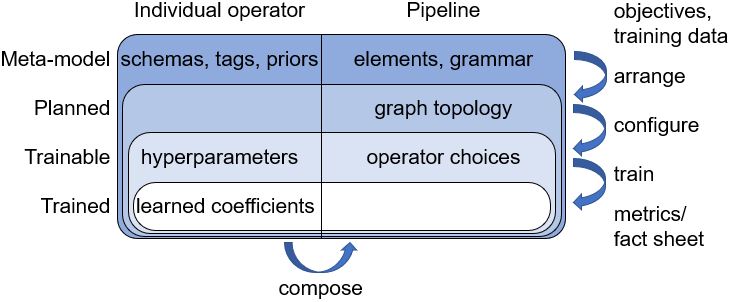 Individual operator
Pipeline
objectives,
training data
Meta-model
schemas, tags, priors
elements, grammar
arrange
Planned
graph topology
configure
Trainable
hyperparameters
operator choices
train
Trained
learned coefficients
metrics/
fact sheet
compose